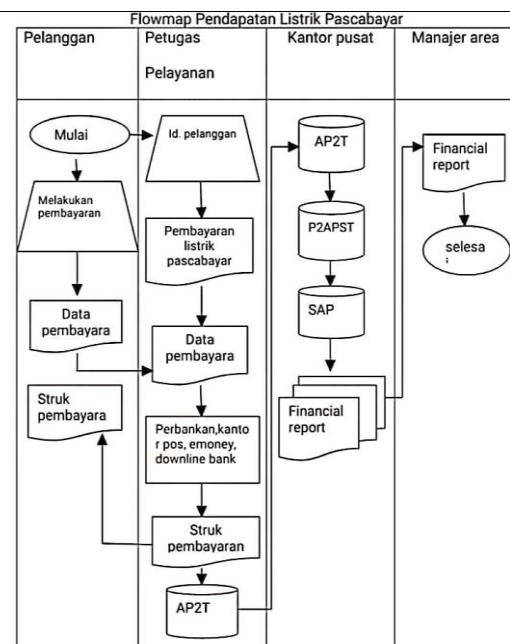 Flowmap Pendapatan Listrik Pascabayar
Pelanggan
Petugas
Pelayanan
Kantor pusat
Manajer area
Mulai
Id. pelanggan
AP2T
Financial
report
Melakukan
pembayaran
Pembayaran
listrik
pascabayar
P2APST
selesa
i
Data
pembayara
Data
pembayara
SAP
Struk
pembayara
Perbankan,kanto
r pos, emoney,
downline bank
Financial
report
Struk
pembayaran
AP2T